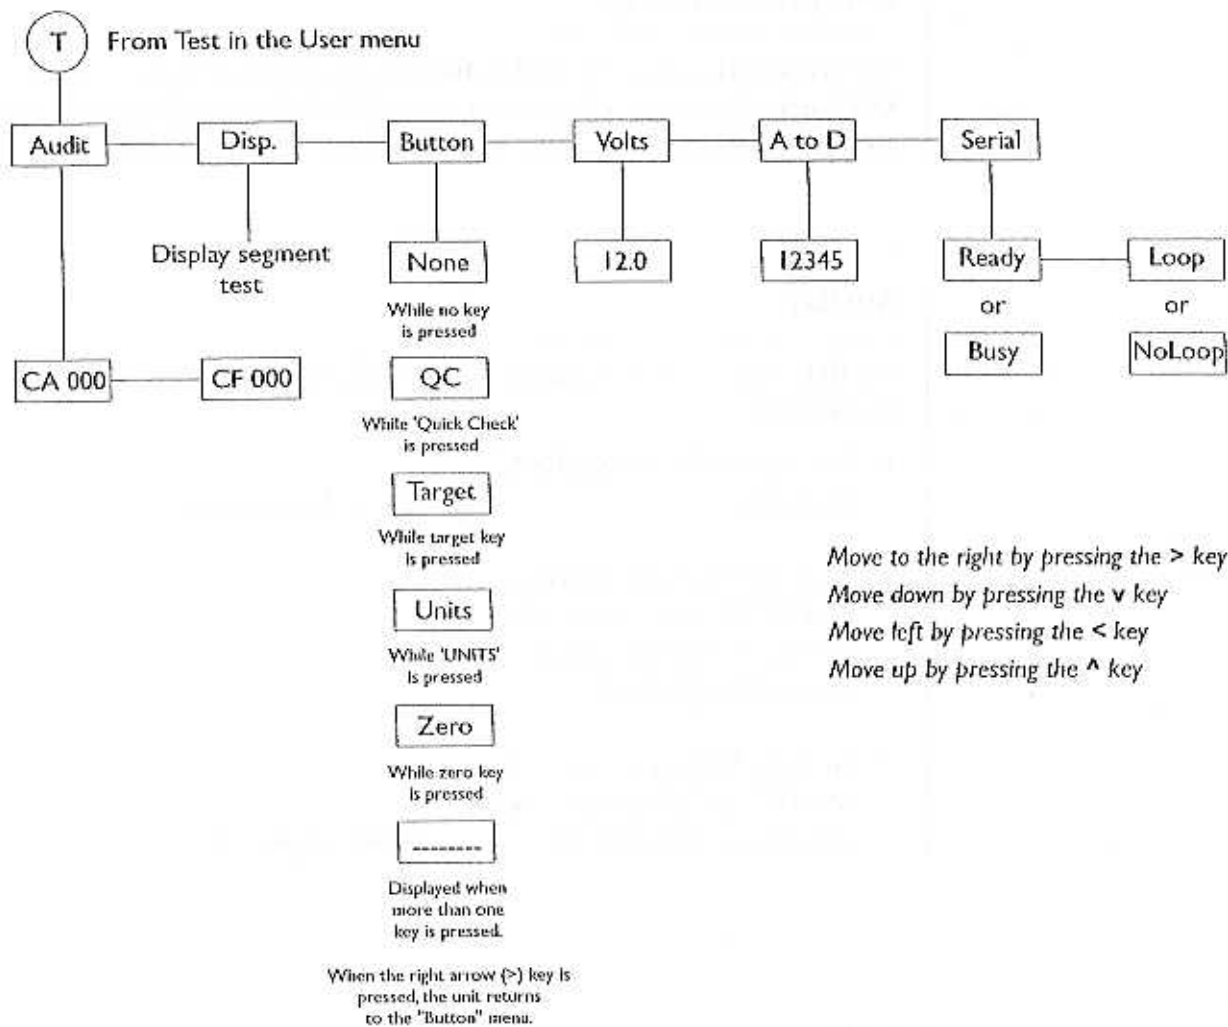 T From Test in the User menu
Audit Disp. Button Volts A to D Serial
Display segment
test
None 12.0 12345 Ready Loop
While no key
is pressed
or or
Busy NoLoop
CA 000 CF 000 QC
While 'Quick Check'
is pressed
Target
While target key
is pressed
Units
While 'UNITS'
is pressed
Zero
While zero key
is pressed
--------
Displayed when
more than one
key is pressed.
When the right arrow (>) key is
pressed, the unit returns
to the "Button" menu.
Move to the right by pressing the > key
Move down by pressing the v key
Move left by pressing the < key
Move up by pressing the ^ key